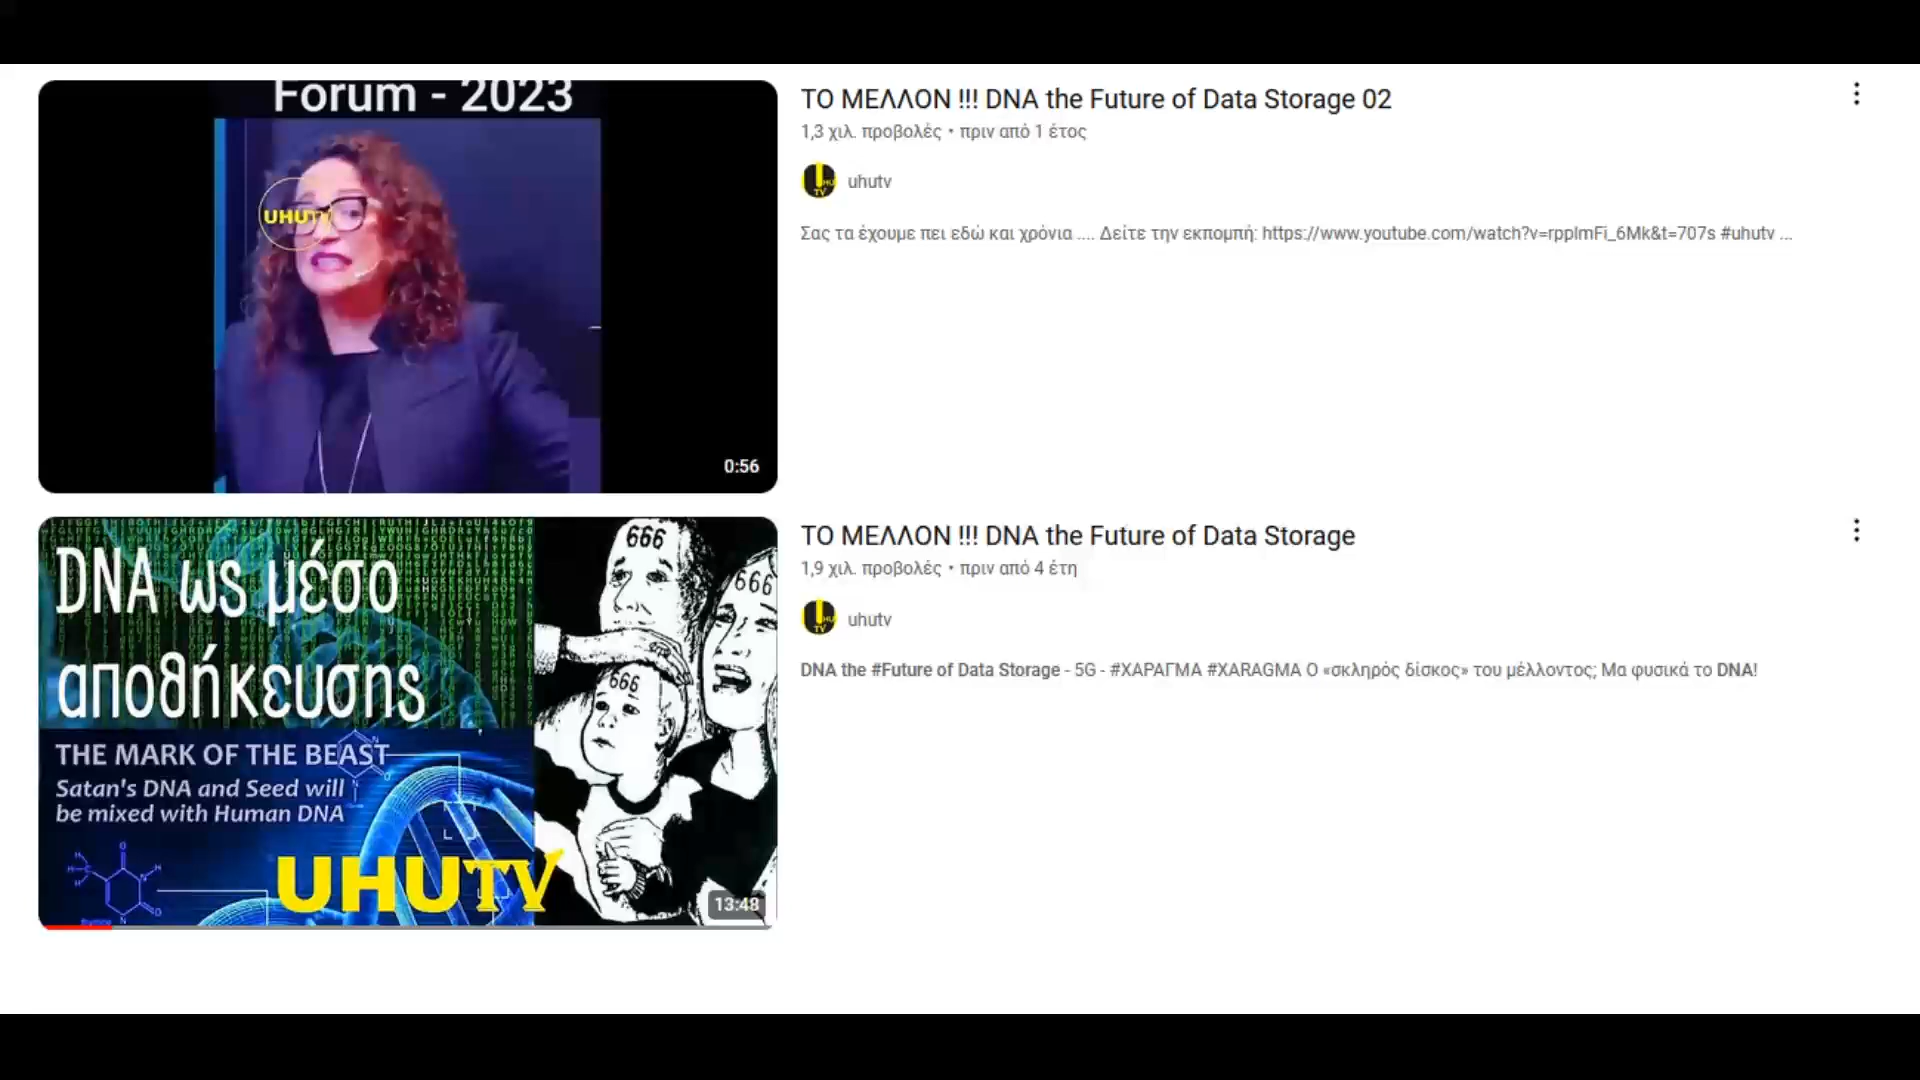 Forum - 2023
UHUTV
0:56
ΤΟ ΜΕΛΛΟΝ !!! DNA the Future of Data Storage 02
1,3 χιλ. προβολές • πριν από 1 έτος
uhutv
Σας τα έχουμε πει εδώ και χρόνια .... Δείτε την εκπομπή: https://www.youtube.com/watch?v=rppImFi_6Mk&t=707s #uhutv ...
DNA ως μέσο
αποθήκευσης
THE MARK OF THE BEAST
Satan's DNA and Seed will
be mixed with Human DNA
UHUTV
666
666
666
13:48
ΤΟ ΜΕΛΛΟΝ !!! DNA the Future of Data Storage
1,9 χιλ. προβολές • πριν από 4 έτη
uhutv
DNA the #Future of Data Storage - 5G - #ΧΑΡΑΓΜΑ #XARAGMA Ο «σκληρός δίσκος» του μέλλοντος; Μα φυσικά το DNA!